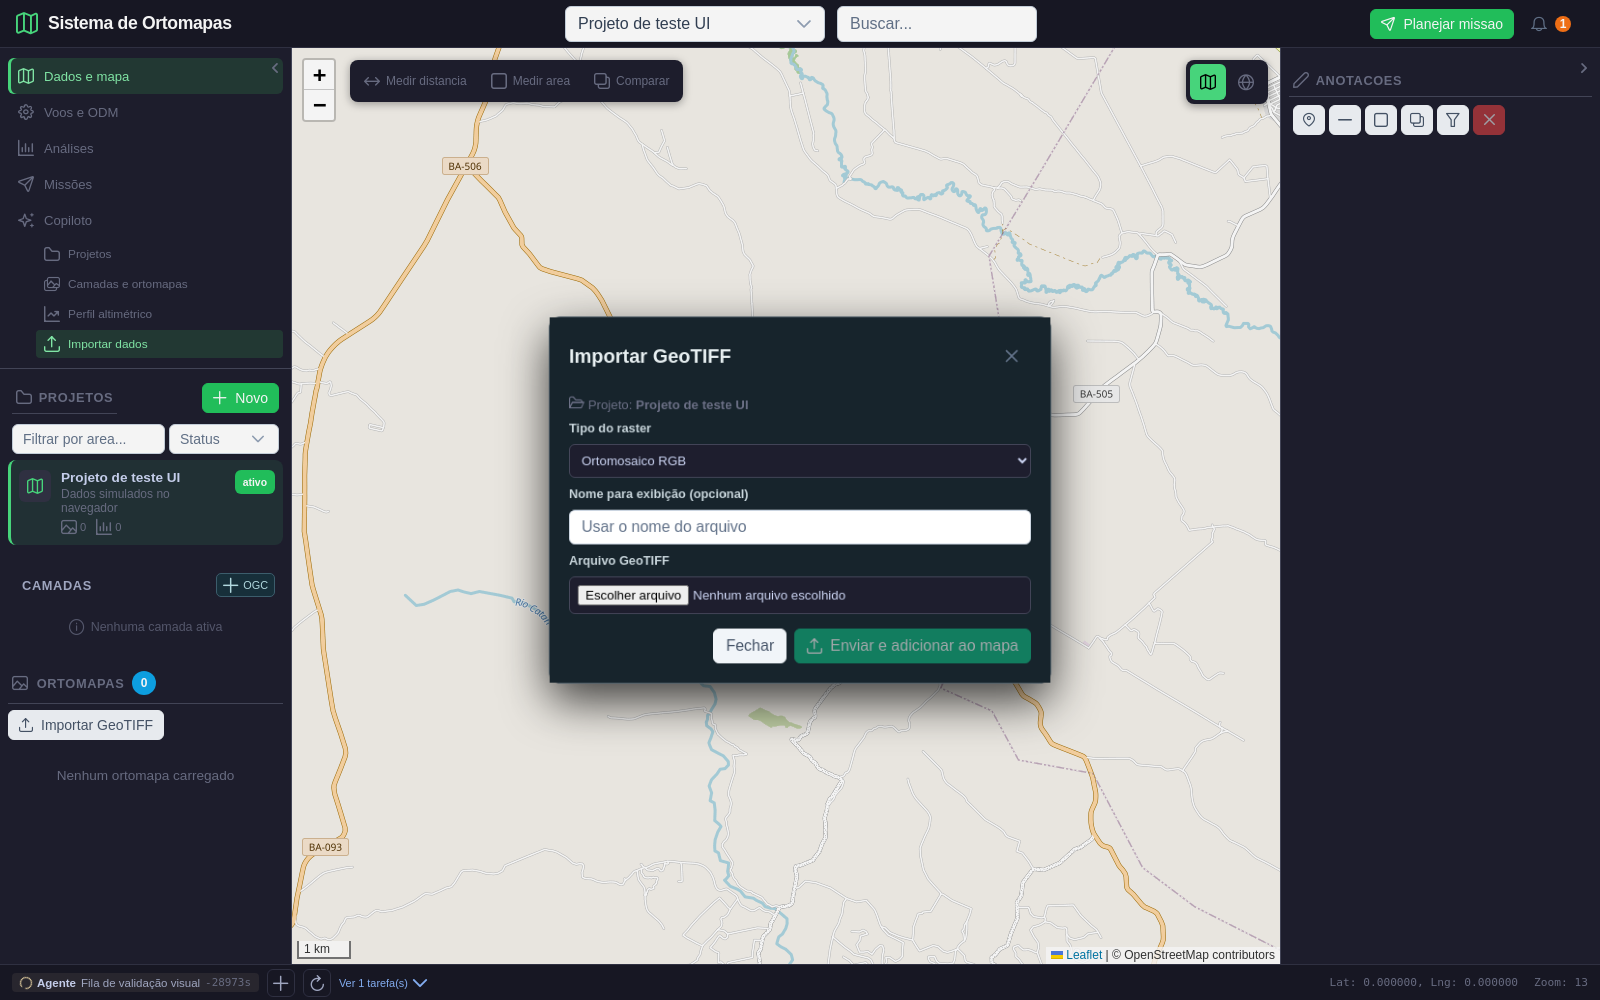 Sistema de Ortomapas
Projeto de teste UI
Buscar...
Planejar missao
1
Dados e mapa
Voos e ODM
Análises
Missões
Copiloto
Projetos
Camadas e ortomapas
Perfil altimétrico
Importar dados
PROJETOS
Novo
Filtrar por area...
Status
Projeto de teste UI
ativo
Dados simulados no
navegador
0 0
CAMADAS
OGC
Nenhuma camada ativa
ORTOMAPAS
0
Importar GeoTIFF
Nenhum ortomapa carregado
+
−
Medir distancia
Medir area
Comparar
BA-506
BA-505
BA-093
Importar GeoTIFF
Projeto: Projeto de teste UI
Tipo do raster
Ortomosaico RGB
Nome para exibição (opcional)
Usar o nome do arquivo
Arquivo GeoTIFF
Escolher arquivo Nenhum arquivo escolhido
Fechar
Enviar e adicionar ao mapa
1 km
Leaflet | © OpenStreetMap contributors
ANOTACOES
Agente Fila de validação visual -28973s
Ver 1 tarefa(s)
Lat: 0.000000, Lng: 0.000000 Zoom: 13